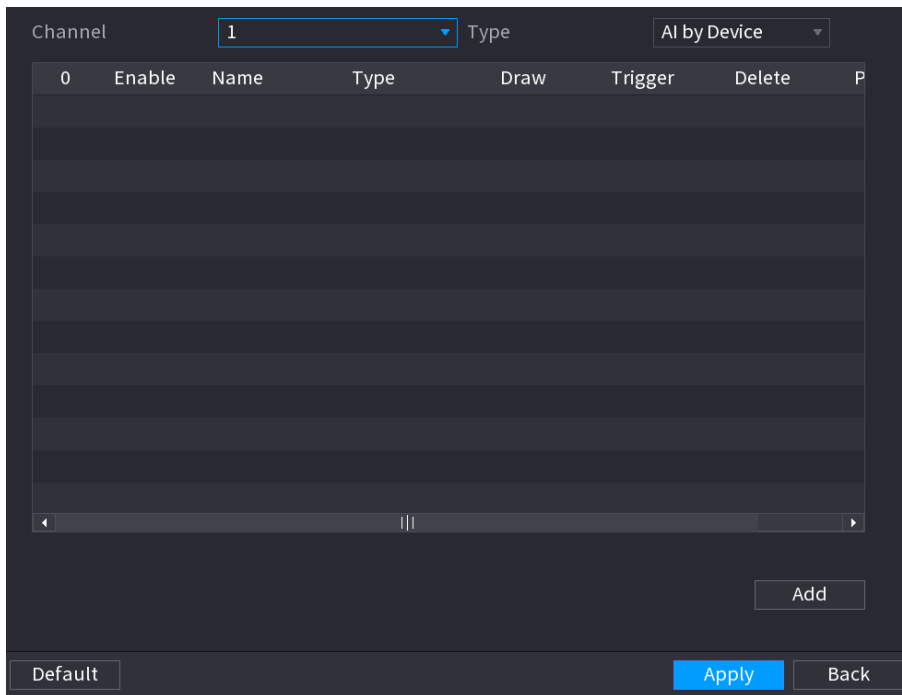 Channel 1 Type AI by Device
0 Enable Name Type Draw Trigger Delete P
Add
Default Apply Back